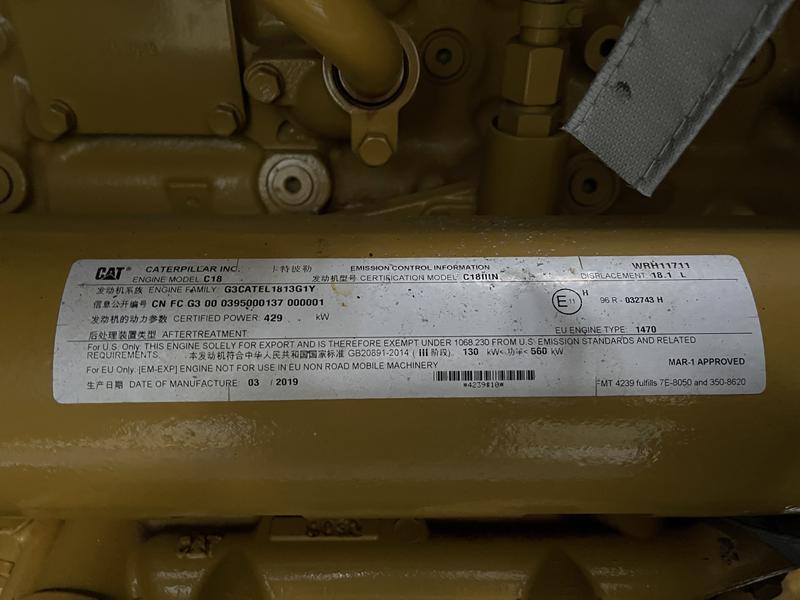 CAT® CATERPILLAR INC. 卡特彼勒 EMISSION CONTROL INFORMATION WRH11711
ENGINE MODEL: C18 发动机型号 CERTIFICATION MODEL: C18IIIN DISPLACEMENT: 18.1 L
发动机系族 ENGINE FAMILY: G3CATEL1813G1Y
信息公开编号 CN FC G3 00 0395000137 000001 E11 H 96 R - 032743 H
发动机的动力参数 CERTIFIED POWER: 429 kW
后处理装置类型 AFTERTREATMENT: EU ENGINE TYPE: 1470
For U.S. Only: THIS ENGINE SOLELY FOR EXPORT AND IS THEREFORE EXEMPT UNDER 1068.230 FROM U.S. EMISSION STANDARDS AND RELATED
REQUIREMENTS. 本发动机符合中华人民共和国国家标准 GB20891-2014 ( III 阶段) 130 kW<功率< 560 kW
For EU Only: [EM-EXP] ENGINE NOT FOR USE IN EU NON ROAD MOBILE MACHINERY MAR-1 APPROVED
生产日期 DATE OF MANUFACTURE: 03 / 2019 *4239#10# FMT 4239 fulfills 7E-8050 and 350-8620